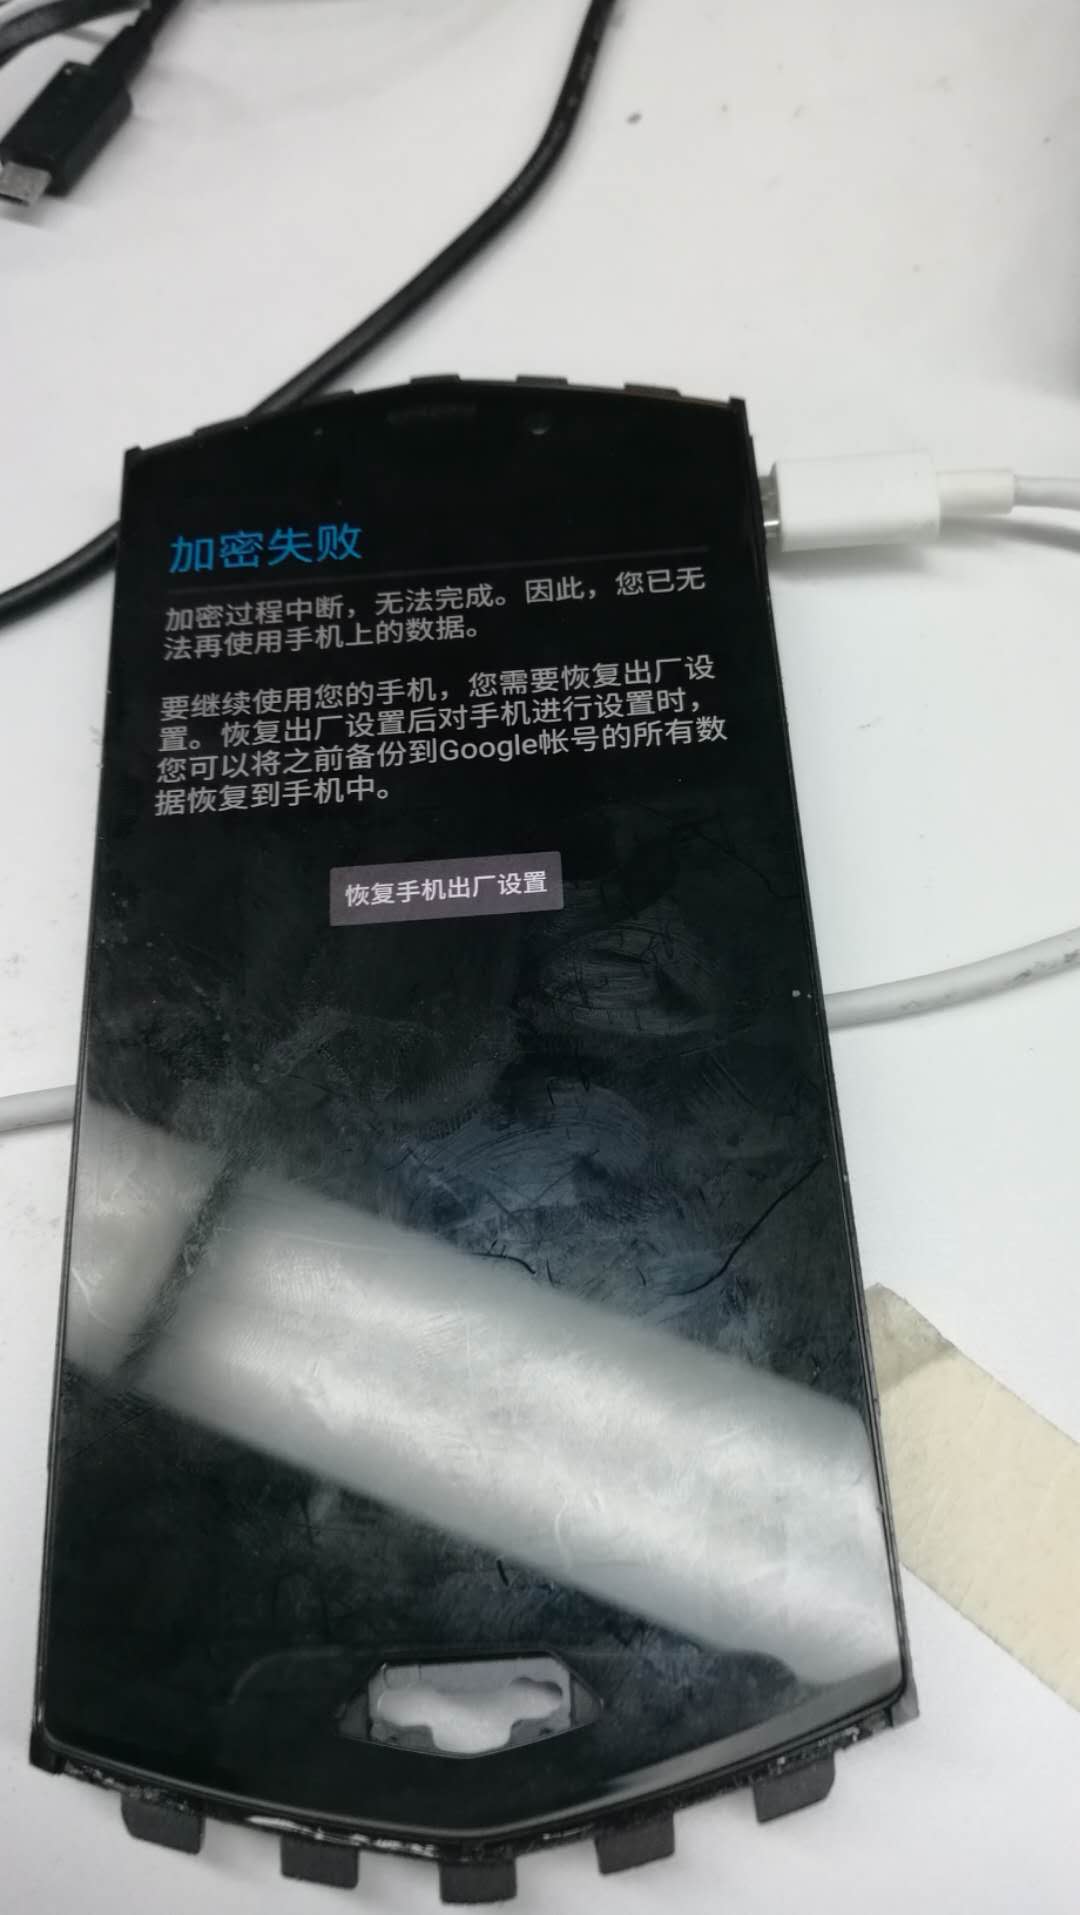 加密失败
加密过程中断，无法完成。因此，您已无
法再使用手机上的数据。
要继续使用您的手机，您需要恢复出厂设
置。恢复出厂设置后对手机进行设置时，
您可以将之前备份到Google帐号的所有数
据恢复到手机中。
恢复手机出厂设置